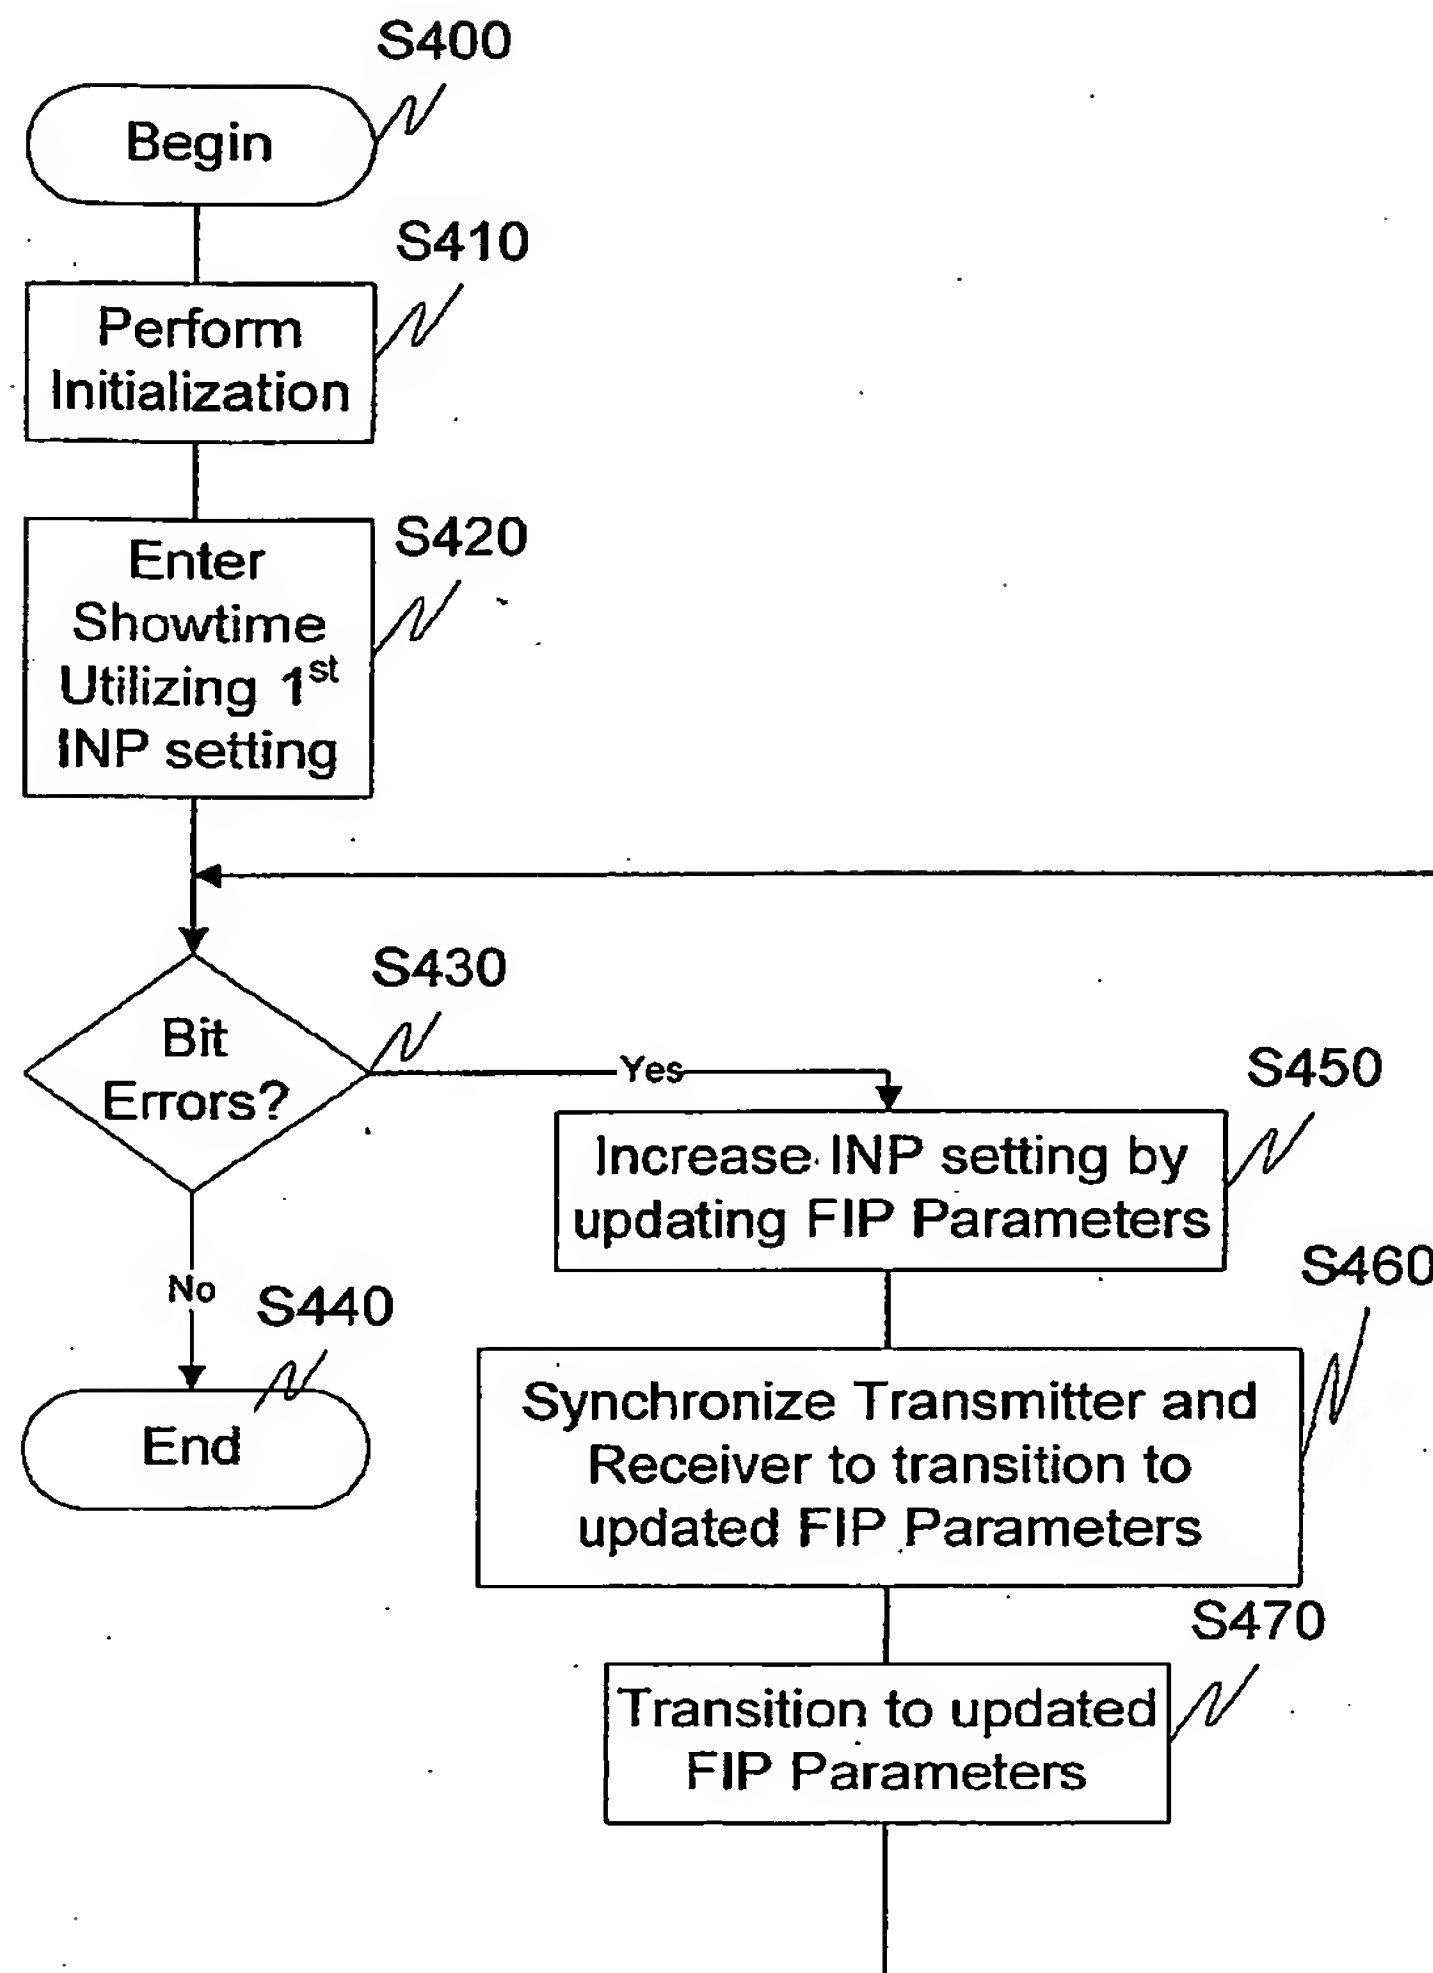 S400
Begin
S410
Perform
Initialization
S420
Enter
Showtime
Utilizing 1st
INP setting
S430
Bit
Errors?
Yes
S450
Increase INP setting by
updating FIP Parameters
No
S440
End
S460
Synchronize Transmitter and
Receiver to transition to
updated FIP Parameters
S470
Transition to updated
FIP Parameters